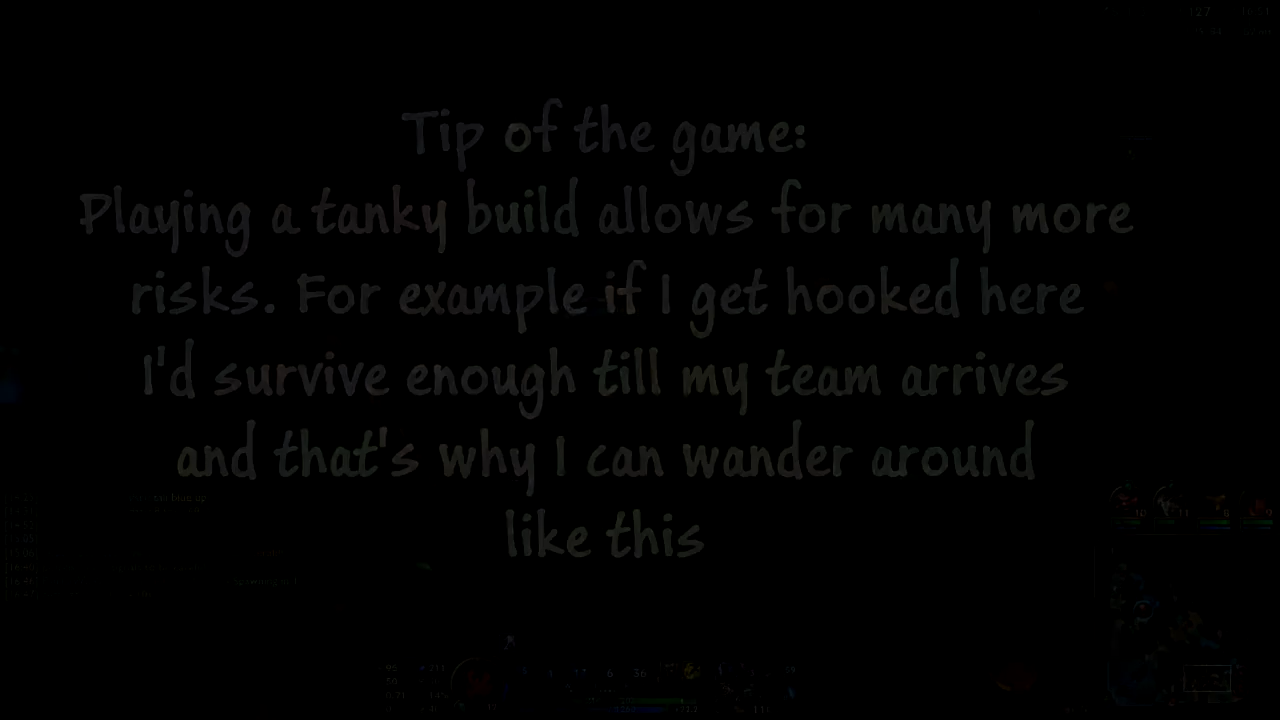 127
Tip of the game:
Playing a tanky build allows for many more
risks. For example if I get hooked here
I'd survive enough till my team arrives
and that's why I can wander around
like this